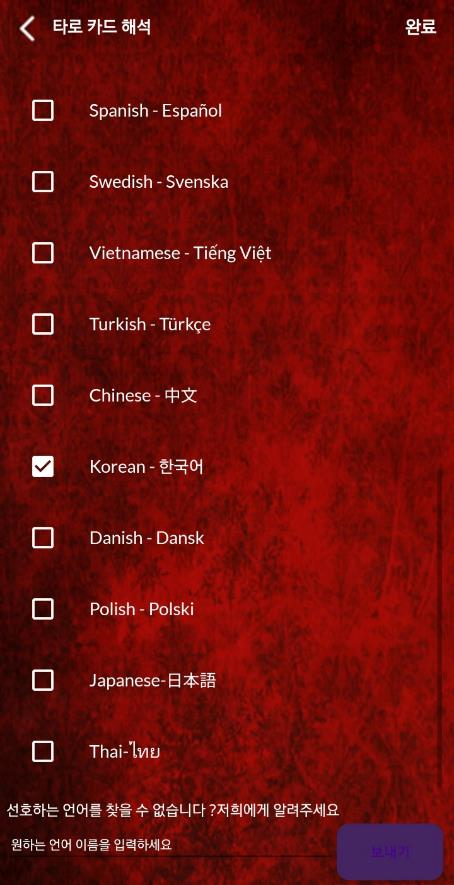 타로 카드 해석 완료
Spanish - Español
Swedish - Svenska
Vietnamese - Tiếng Việt
Turkish - Türkçe
Chinese - 中文
Korean - 한국어
Danish - Dansk
Polish - Polski
Japanese-日本語
Thai-ไทย
선호하는 언어를 찾을 수 없습니다 ?저희에게 알려주세요
원하는 언어 이름을 입력하세요
보내기